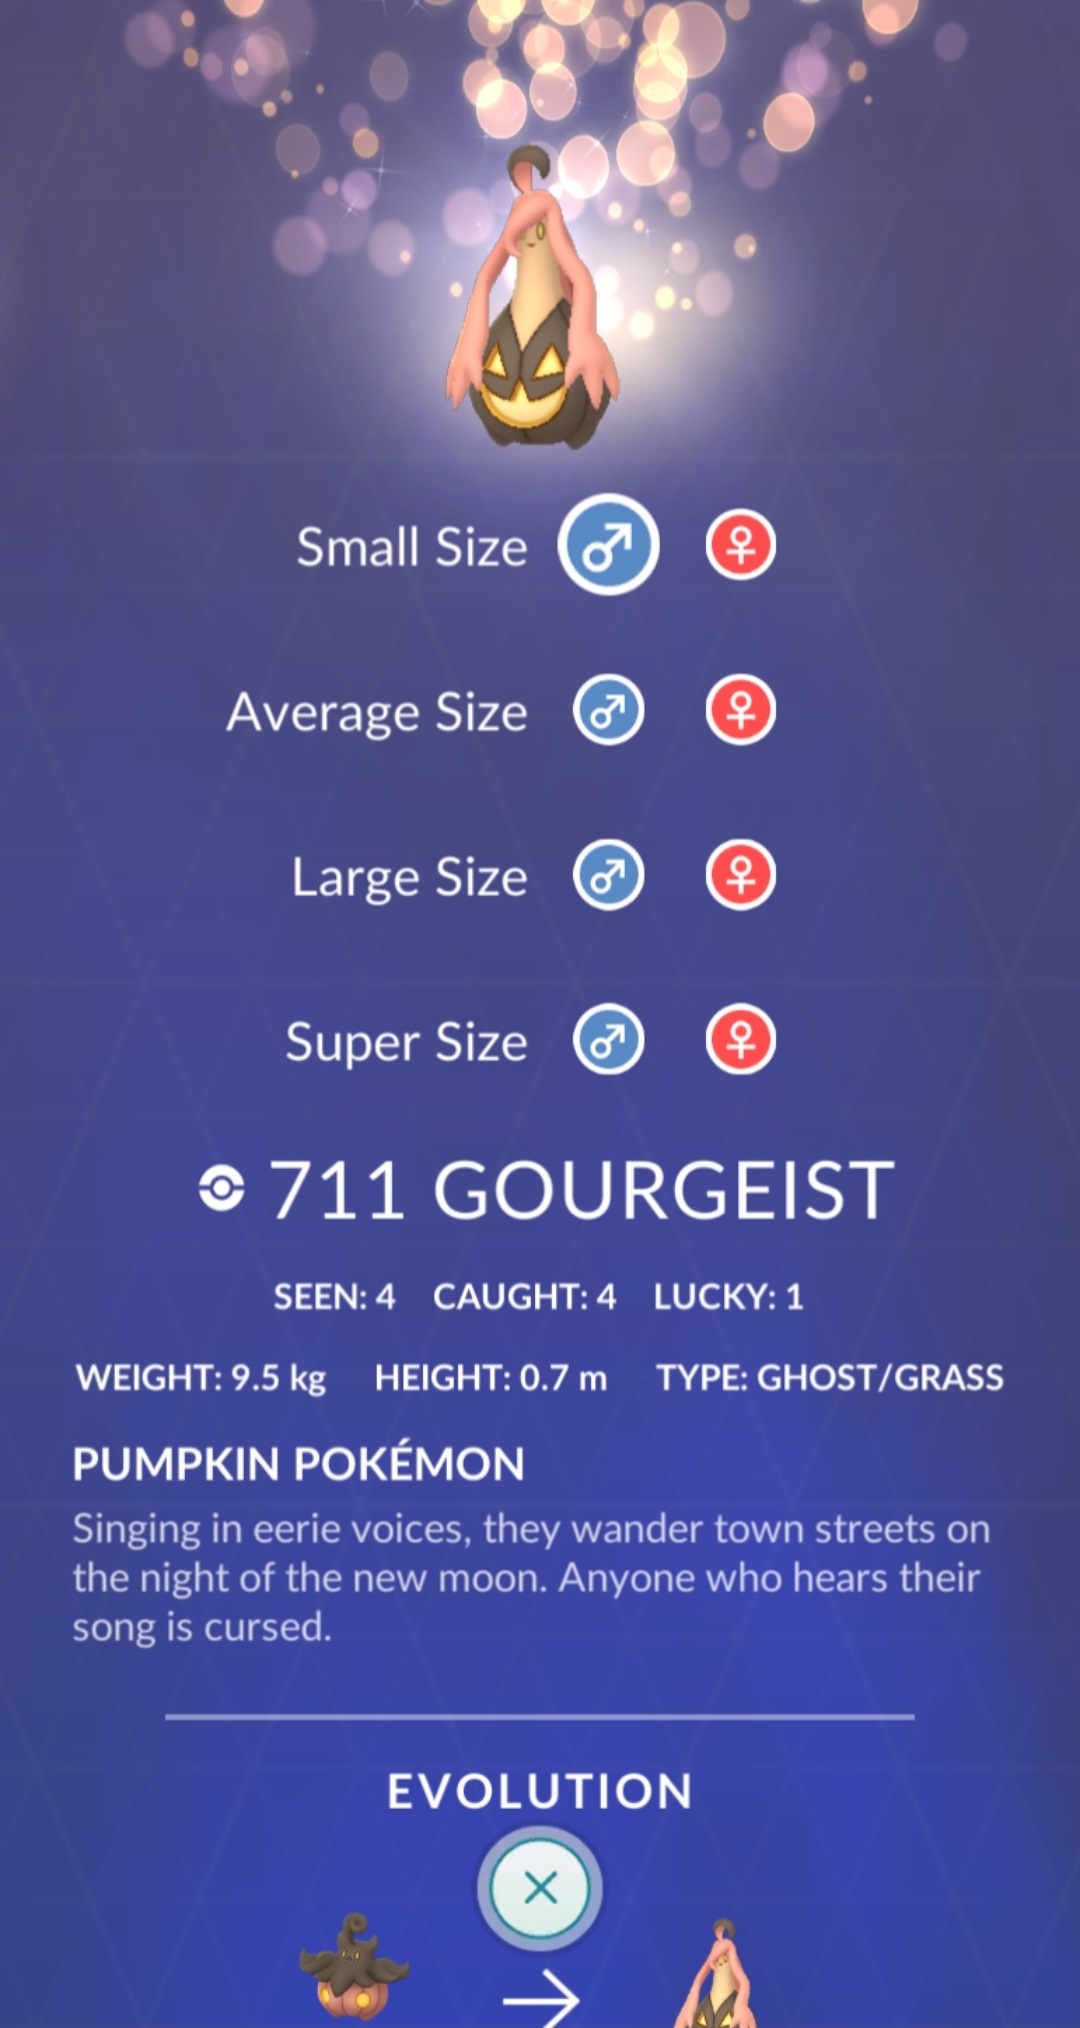 Small Size
Average Size
Large Size
Super Size
711 GOURGEIST
SEEN: 4 CAUGHT: 4 LUCKY: 1
WEIGHT: 9.5 kg HEIGHT: 0.7 m TYPE: GHOST/GRASS
PUMPKIN POKÉMON
Singing in eerie voices, they wander town streets on
the night of the new moon. Anyone who hears their
song is cursed.
EVOLUTION